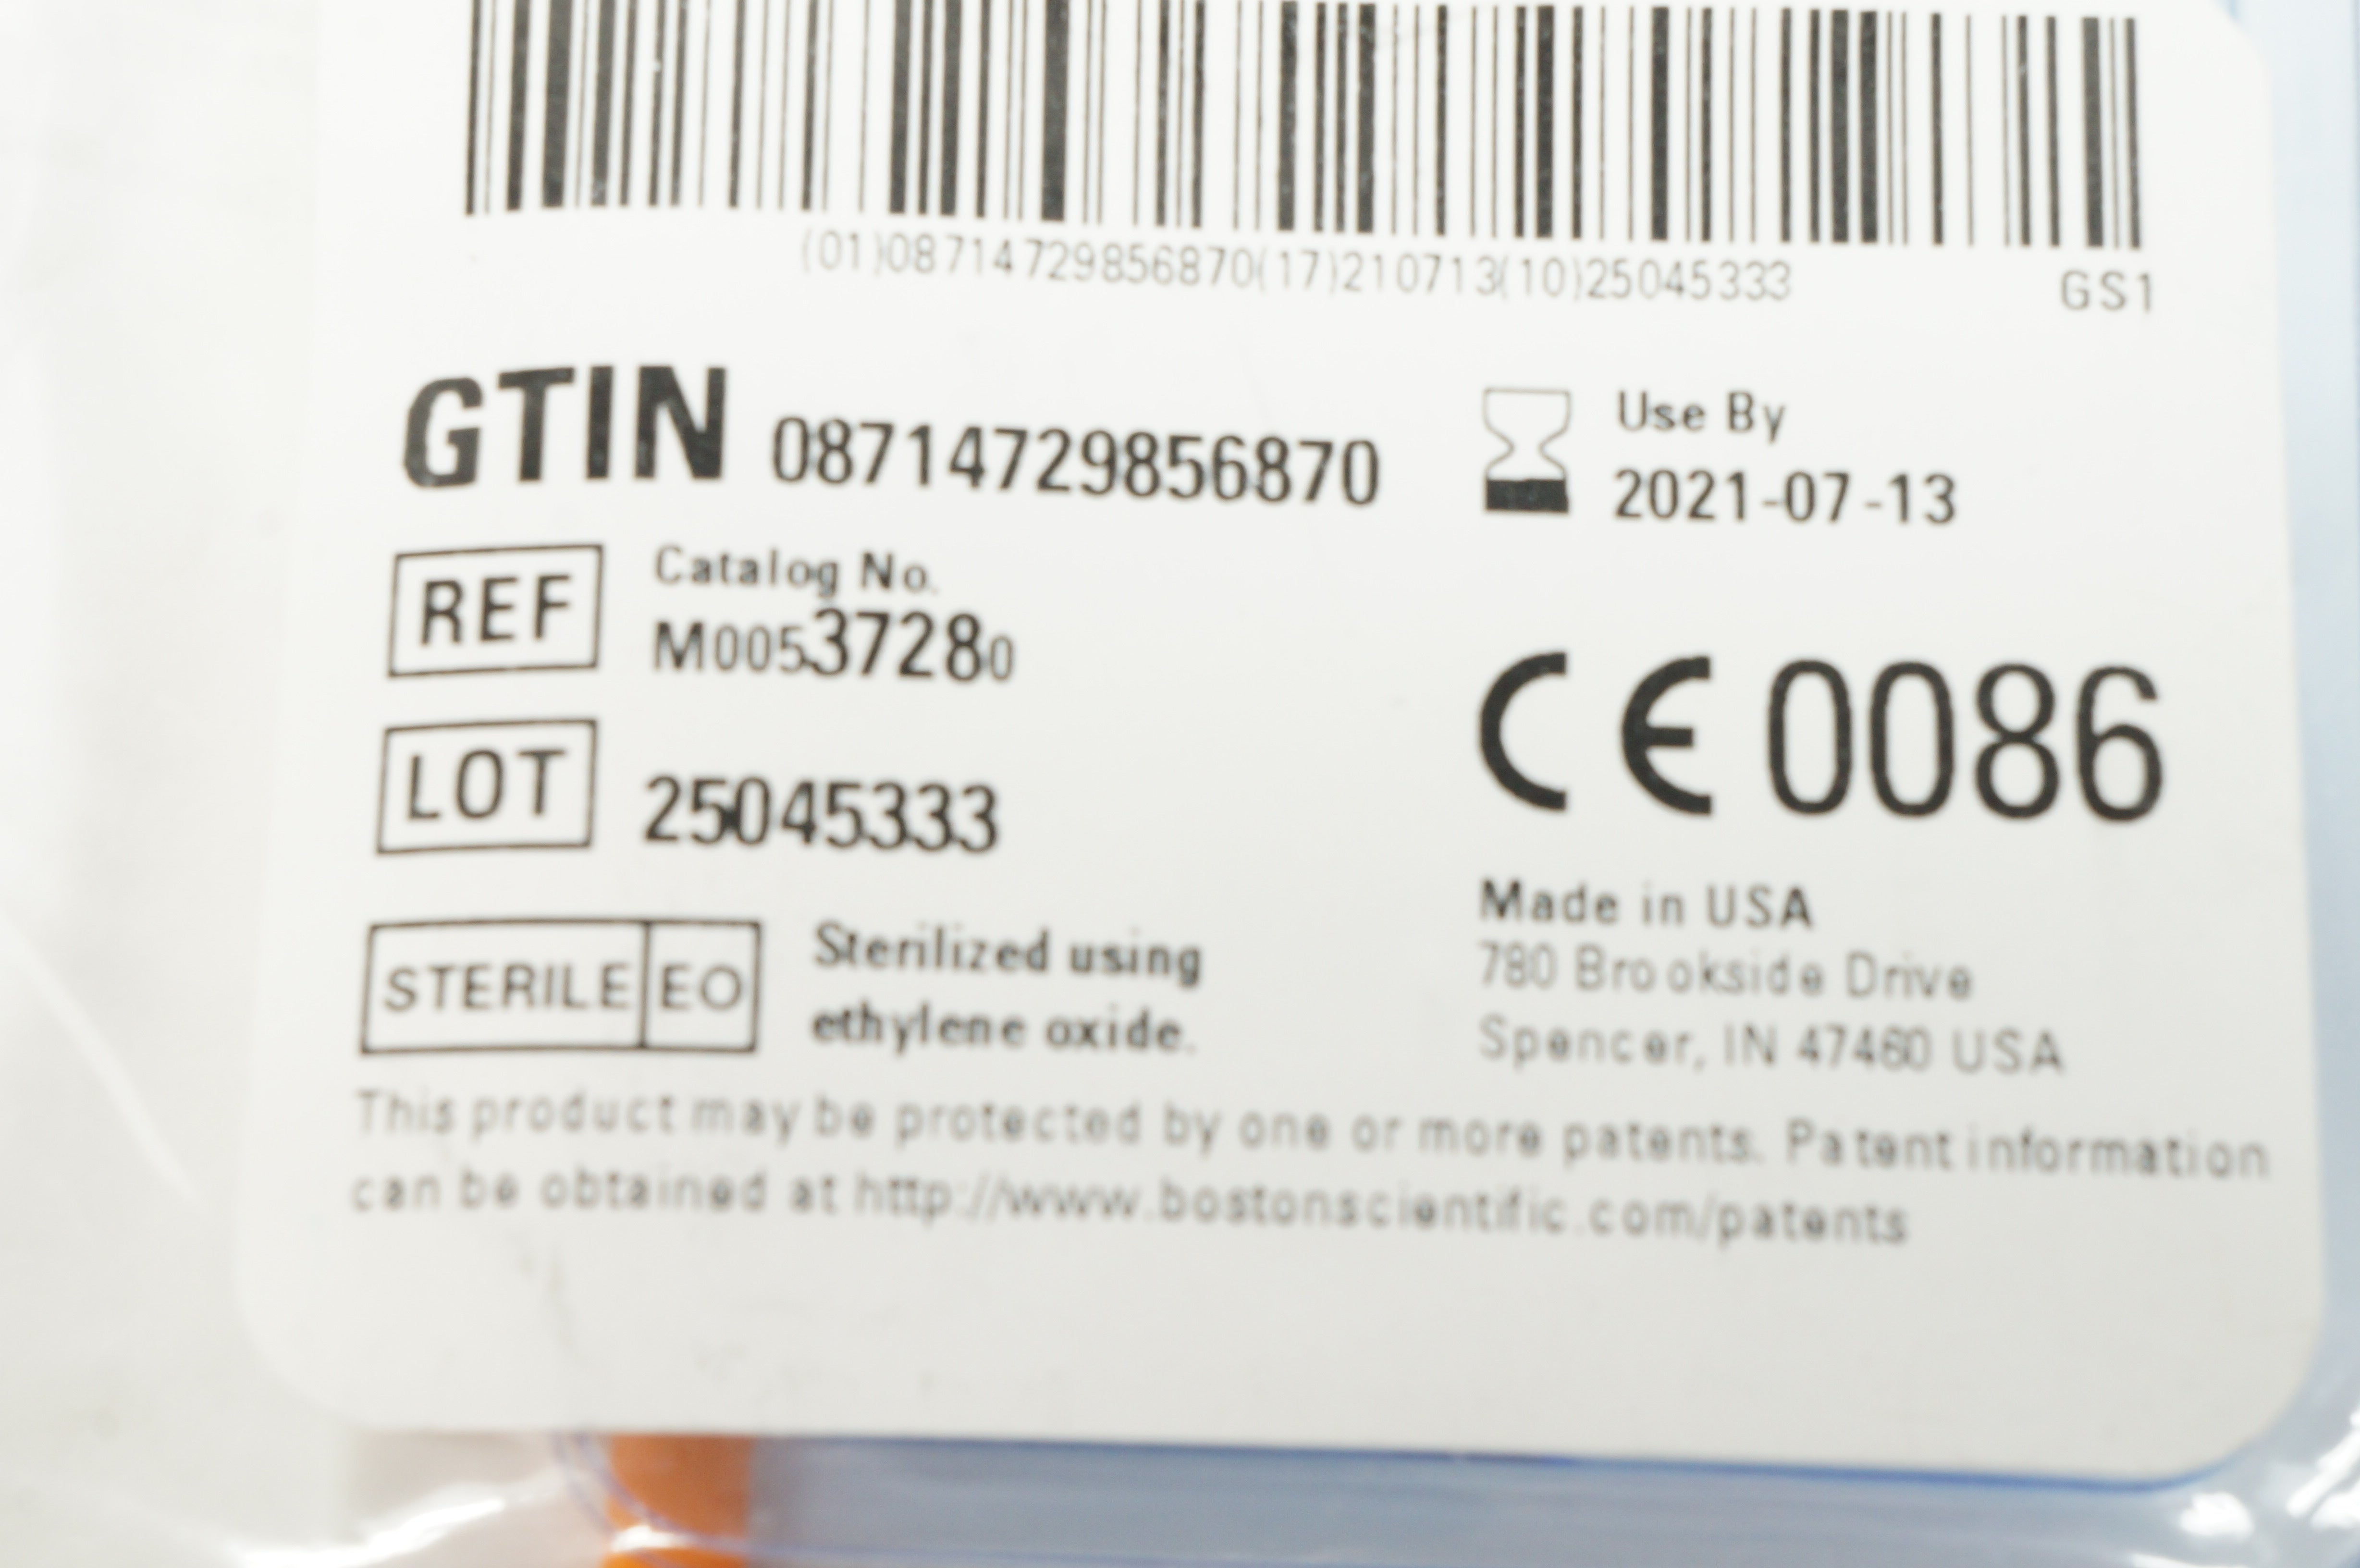 (01)08714729856870(17)210713(10)25045333
GS1
GTIN 08714729856870
Use By
2021-07-13
REF
Catalog No.
M00537280
LOT
25045333
CE 0086
STERILE EO
Sterilized using
ethylene oxide.
Made in USA
780 Brookside Drive
Spencer, IN 47460 USA
This product may be protected by one or more patents. Patent information
can be obtained at http://www.bostonscientific.com/patents